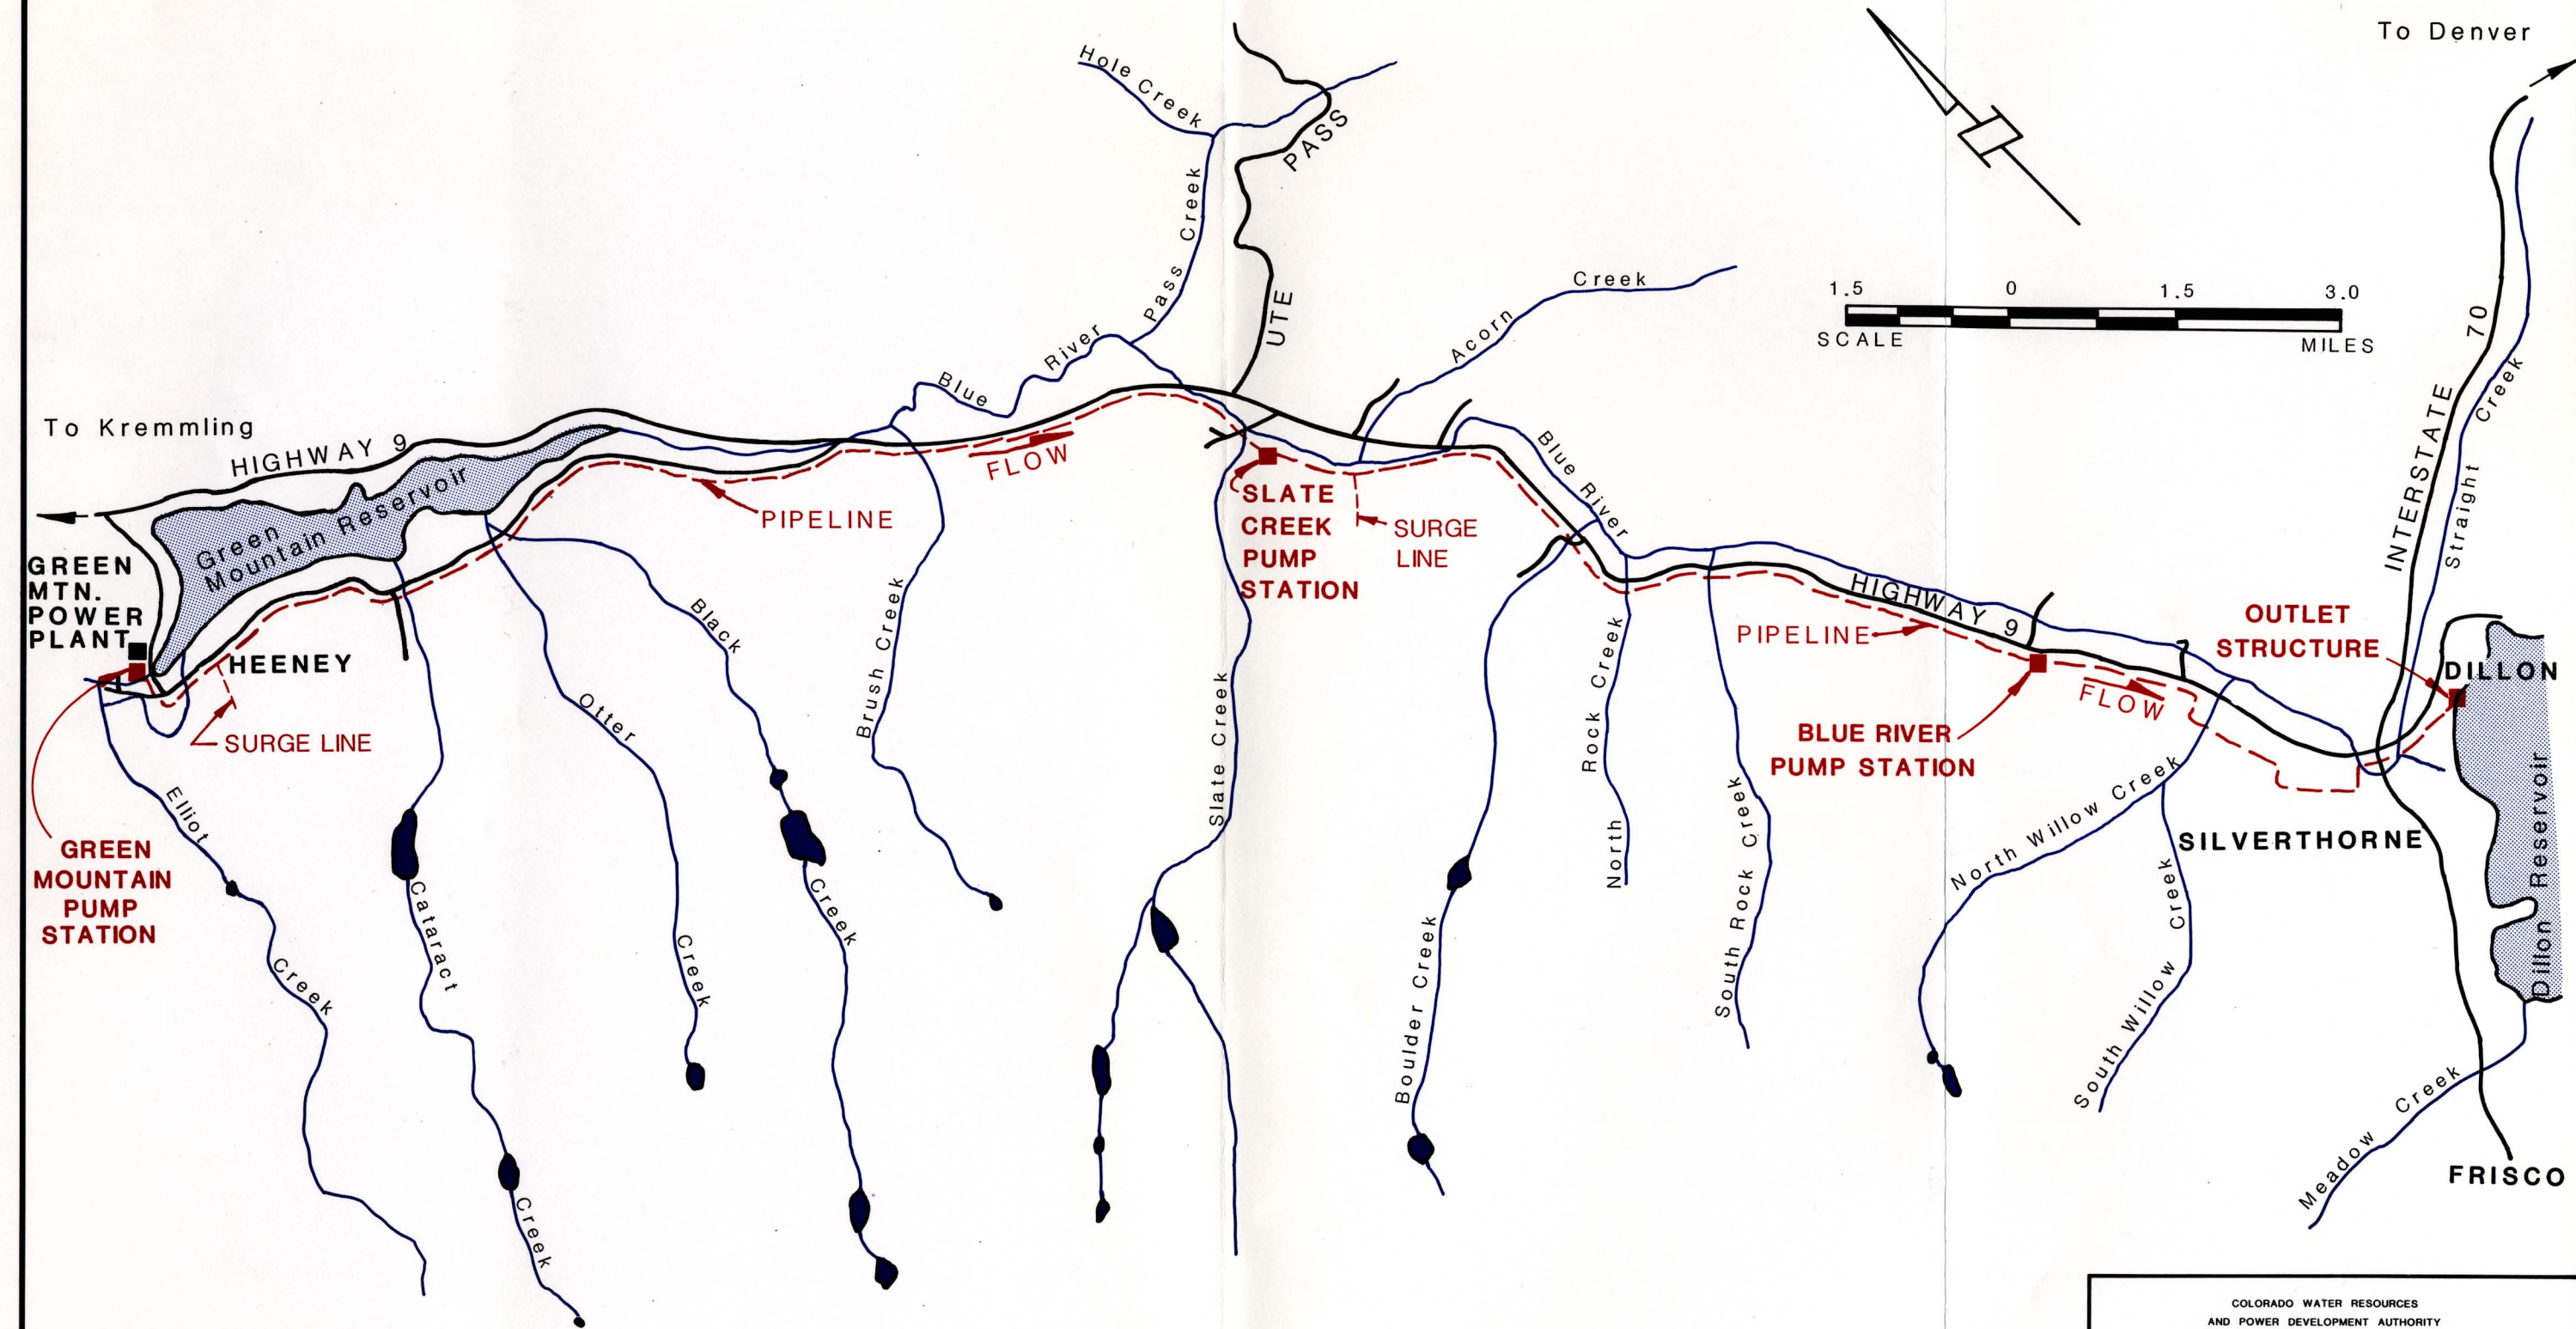 To Denver
Hole Creek
PASS
Pass Creek
UTE
Acorn Creek
1.5 0 1.5 3.0
SCALE MILES
INTERSTATE 70
Straight Creek
To Kremmling
HIGHWAY 9
Blue River
FLOW
Green
Mountain Reservoir
PIPELINE
SLATE
CREEK
PUMP
STATION
SURGE
LINE
Blue River
GREEN
MTN.
POWER
PLANT
HEENEY
SURGE LINE
HIGHWAY 9
PIPELINE
OUTLET
STRUCTURE
DILLON
FLOW
BLUE RIVER
PUMP STATION
Black Creek
Otter Creek
Brush Creek
Slate Creek
North Rock Creek
South Rock Creek
Boulder Creek
North Willow Creek
South Willow Creek
SILVERTHORNE
Dillon Reservoir
Elliot Creek
Cataract Creek
GREEN
MOUNTAIN
PUMP
STATION
Meadow Creek
FRISCO
COLORADO WATER RESOURCES
AND POWER DEVELOPMENT AUTHORITY